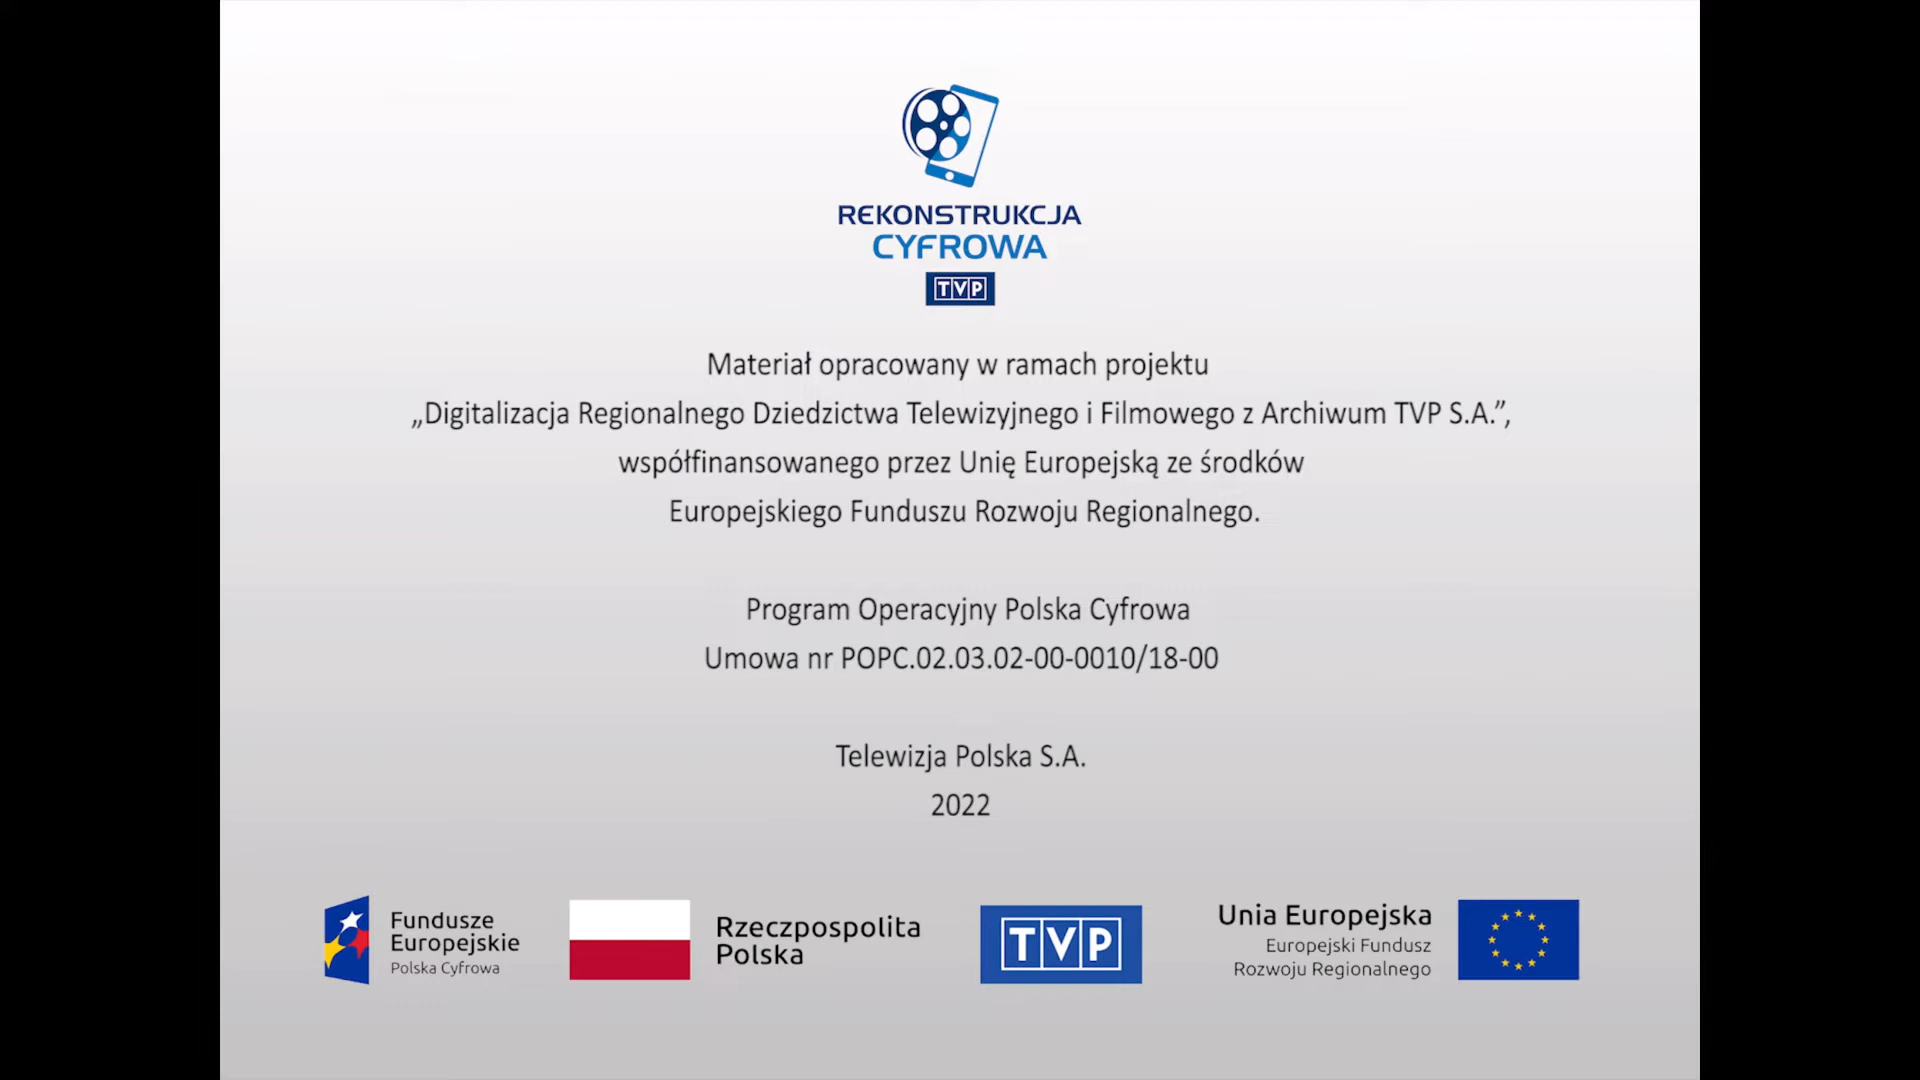 REKONSTRUKCJA
CYFROWA
TVP
Materiał opracowany w ramach projektu
„Digitalizacja Regionalnego Dziedzictwa Telewizyjnego i Filmowego z Archiwum TVP S.A.”,
współfinansowanego przez Unię Europejską ze środków
Europejskiego Funduszu Rozwoju Regionalnego.
Program Operacyjny Polska Cyfrowa
Umowa nr POPC.02.03.02-00-0010/18-00
Telewizja Polska S.A.
2022
Fundusze
Europejskie
Polska Cyfrowa
Rzeczpospolita
Polska
TVP
Unia Europejska
Europejski Fundusz
Rozwoju Regionalnego